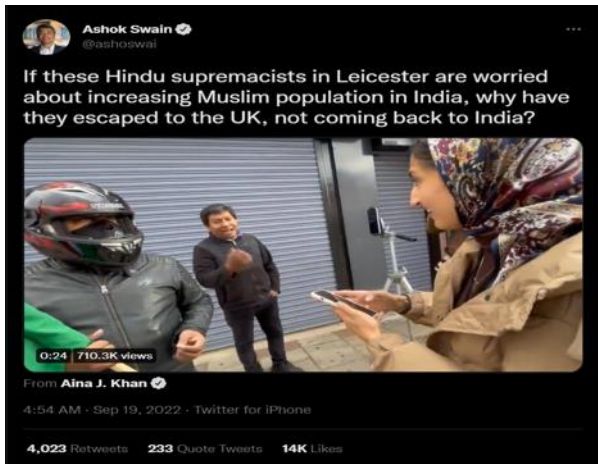 Ashok Swain
@ashoswai
If these Hindu supremacists in Leicester are worried
about increasing Muslim population in India, why have
they escaped to the UK, not coming back to India?
0:24 710.3K views
From Aina J. Khan
4:54 AM · Sep 19, 2022 · Twitter for iPhone
4,023 Retweets 233 Quote Tweets 14K Likes